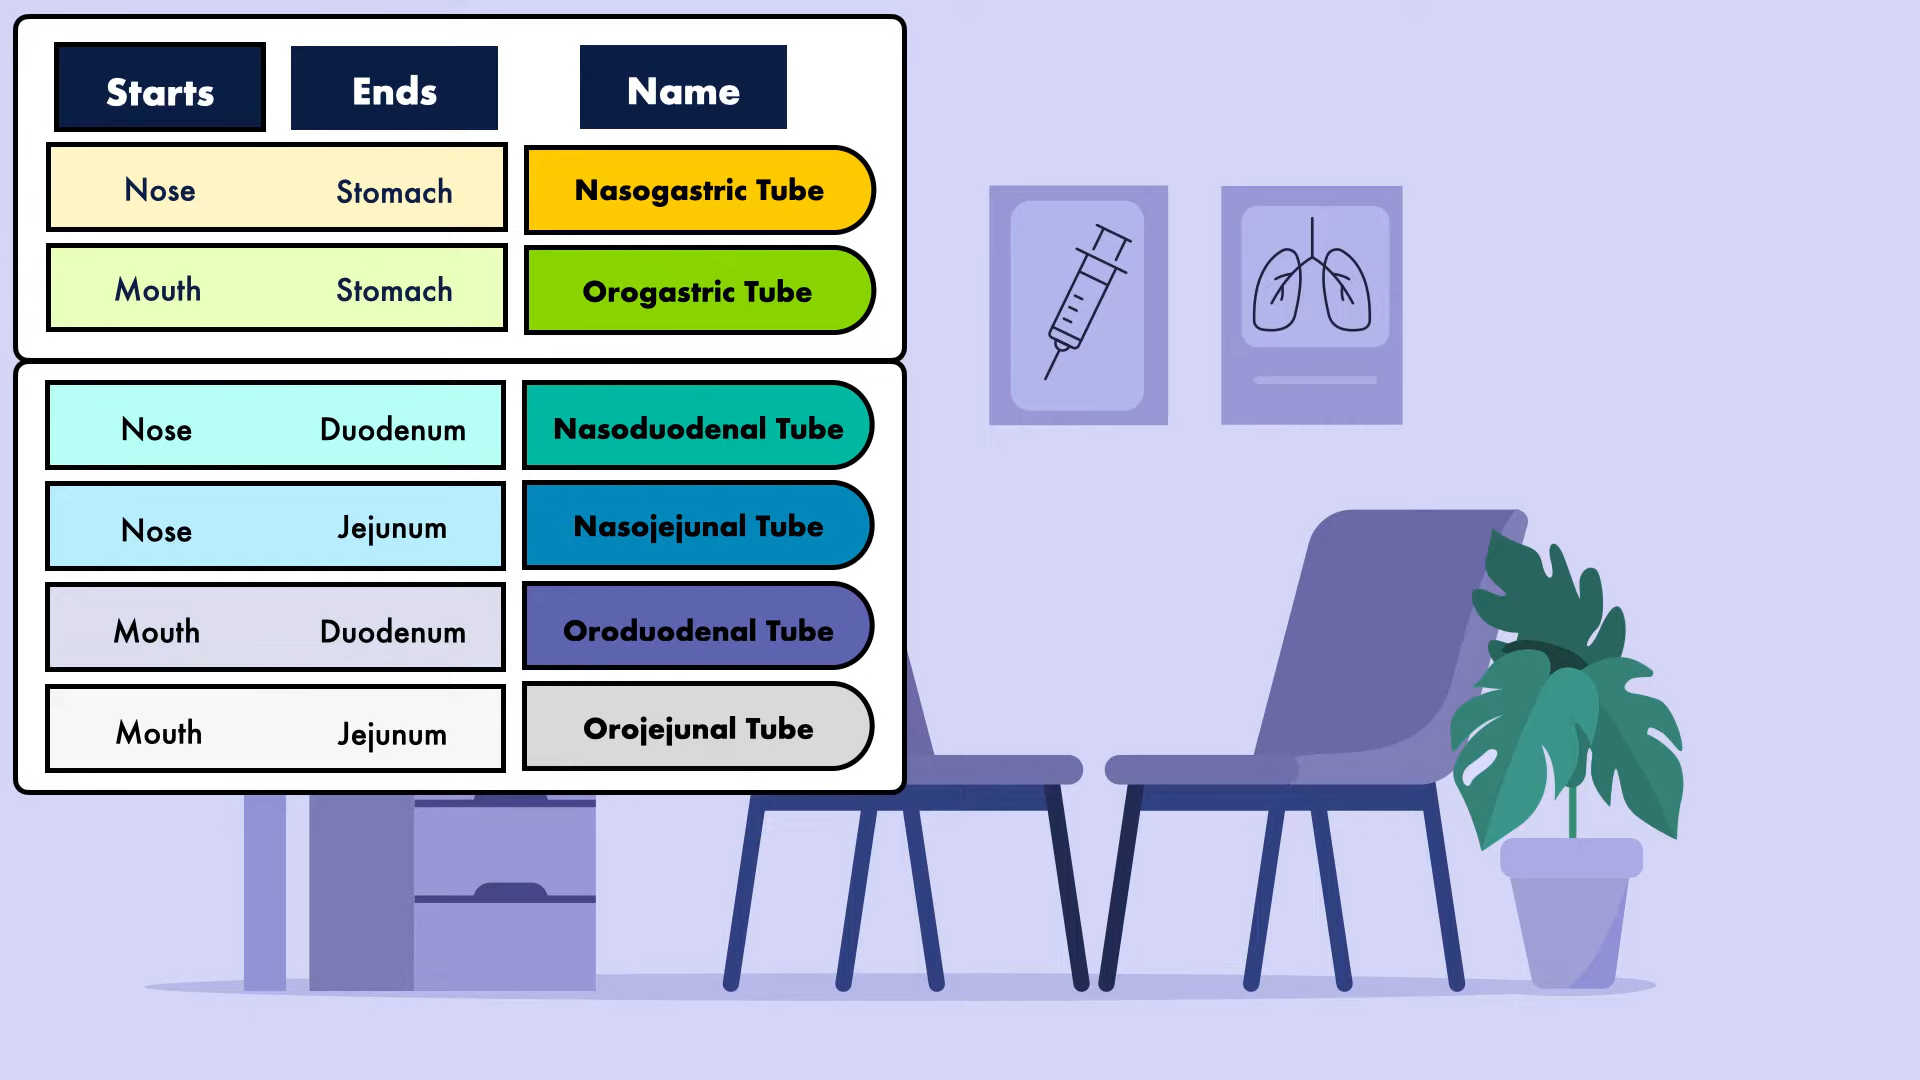 Starts Ends Name
Nose Stomach Nasogastric Tube
Mouth Stomach Orogastric Tube
Nose Duodenum Nasoduodenal Tube
Nose Jejunum Nasojejunal Tube
Mouth Duodenum Oroduodenal Tube
Mouth Jejunum Orojejunal Tube